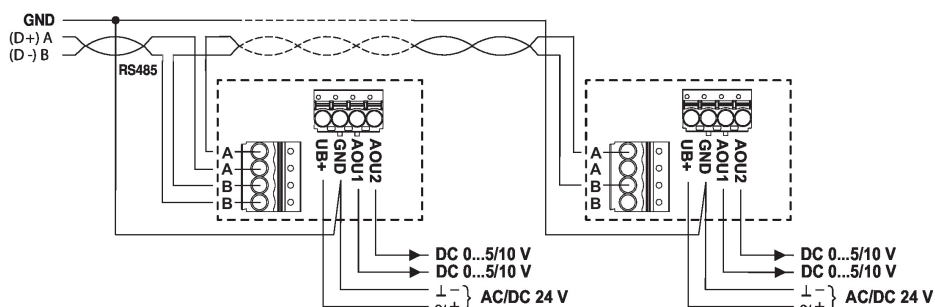 GND
(D+) A
(D-) B
RS485
A
A
B
B
UB+
GND
AOU1
AOU2
DC 0...5/10 V
DC 0...5/10 V
⊥ − } AC/DC 24 V
~/+
A
A
B
B
UB+
GND
AOU1
AOU2
DC 0...5/10 V
DC 0...5/10 V
⊥ − } AC/DC 24 V
~/+